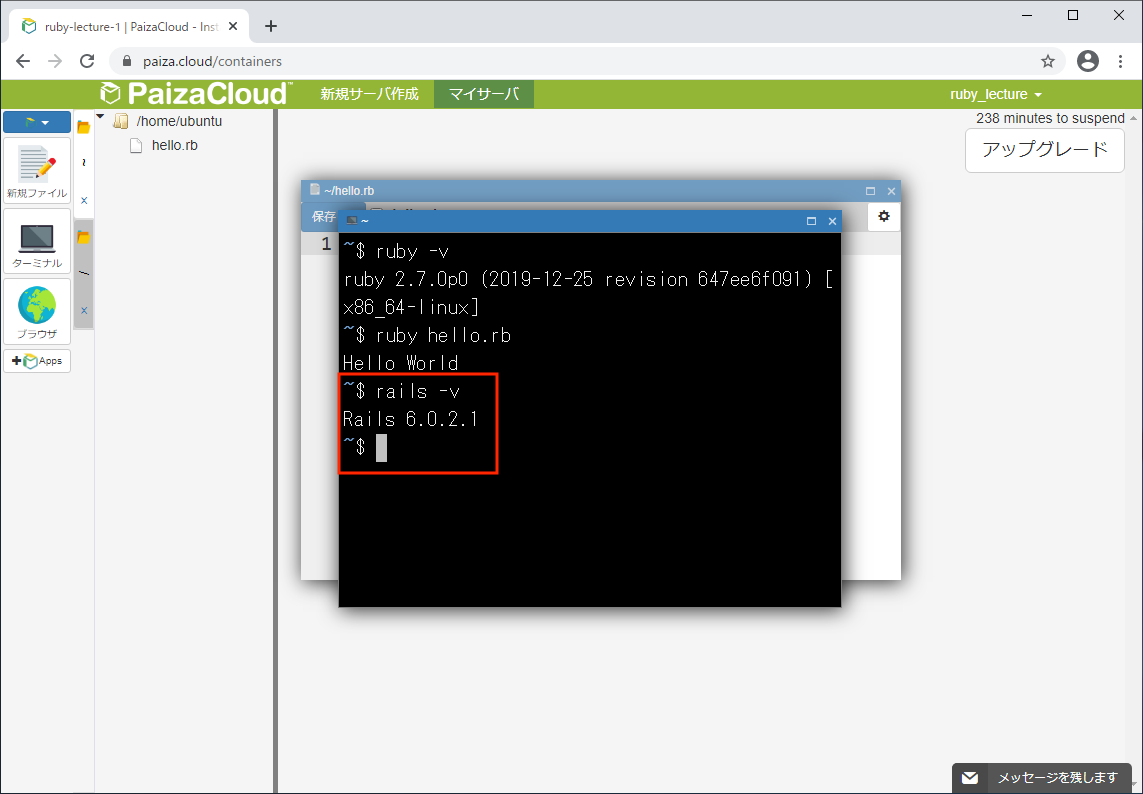 ruby-lecture-1 | PaizaCloud - Inst
paiza.cloud/containers
PaizaCloud™
新規サーバ作成
マイサーバ
ruby_lecture
238 minutes to suspend
アップグレード
/home/ubuntu
hello.rb
新規ファイル
ターミナル
ブラウザ
Apps
~/hello.rb
保存
1
~
~$ ruby -v
ruby 2.7.0p0 (2019-12-25 revision 647ee6f091) [
x86_64-linux]
~$ ruby hello.rb
Hello World
~$ rails -v
Rails 6.0.2.1
~$
メッセージを残します